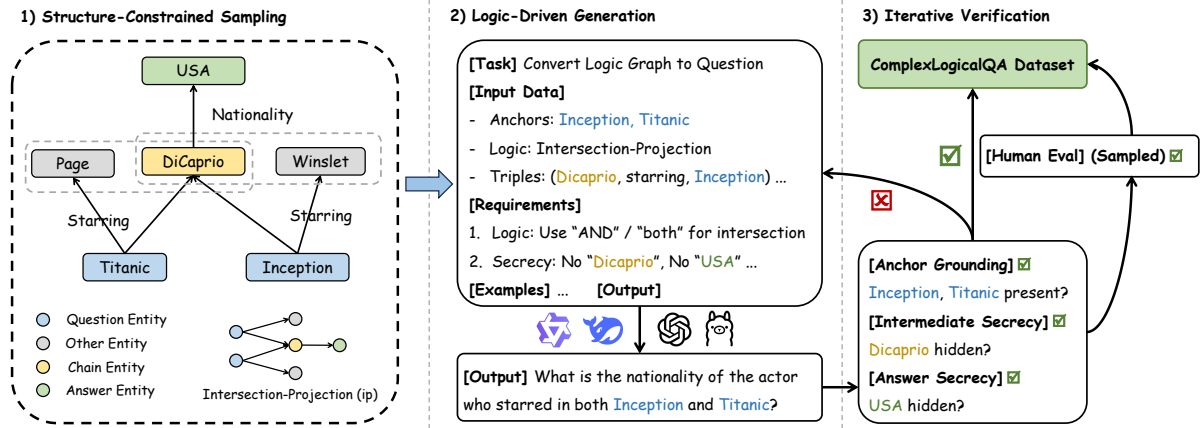 1) Structure-Constrained Sampling
USA
Nationality
Page
DiCaprio
Winslet
Starring
Starring
Titanic
Inception
Question Entity
Other Entity
Chain Entity
Answer Entity
Intersection-Projection (ip)
2) Logic-Driven Generation
[Task] Convert Logic Graph to Question
[Input Data]
- Anchors: Inception, Titanic
- Logic: Intersection-Projection
- Triples: (Dicaprio, starring, Inception) ...
[Requirements]
1. Logic: Use “AND” / “both” for intersection
2. Secrecy: No “Dicaprio”, No “USA” ...
[Examples] ... [Output]
[Output] What is the nationality of the actor
who starred in both Inception and Titanic?
3) Iterative Verification
ComplexLogicalQA Dataset
[Human Eval] (Sampled)
[Anchor Grounding]
Inception, Titanic present?
[Intermediate Secrecy]
Dicaprio hidden?
[Answer Secrecy]
USA hidden?